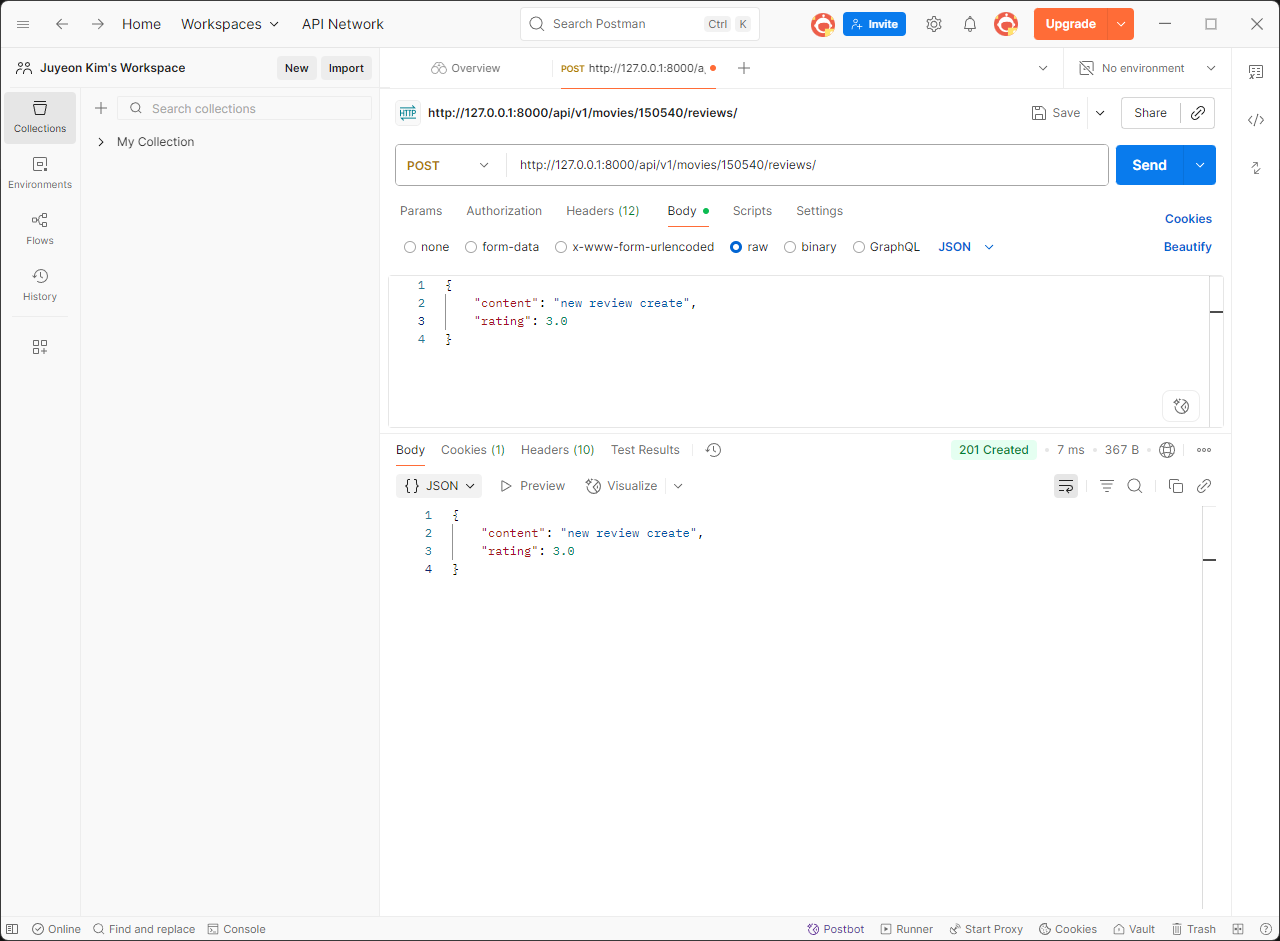 Home Workspaces API Network Search Postman Ctrl K Invite Upgrade
Juyeon Kim's Workspace New Import Overview POST http://127.0.0.1:8000/a No environment
Collections
Search collections
My Collection
Environments
Flows
History
HTTP http://127.0.0.1:8000/api/v1/movies/150540/reviews/ Save Share
POST http://127.0.0.1:8000/api/v1/movies/150540/reviews/ Send
Params Authorization Headers (12) Body Scripts Settings Cookies
none form-data x-www-form-urlencoded raw binary GraphQL JSON Beautify
1 {
2 "content": "new review create",
3 "rating": 3.0
4 }
Body Cookies (1) Headers (10) Test Results 201 Created • 7 ms • 367 B •
{} JSON Preview Visualize
1 {
2 "content": "new review create",
3 "rating": 3.0
4 }
Online Find and replace Console Postbot Runner Start Proxy Cookies Vault Trash